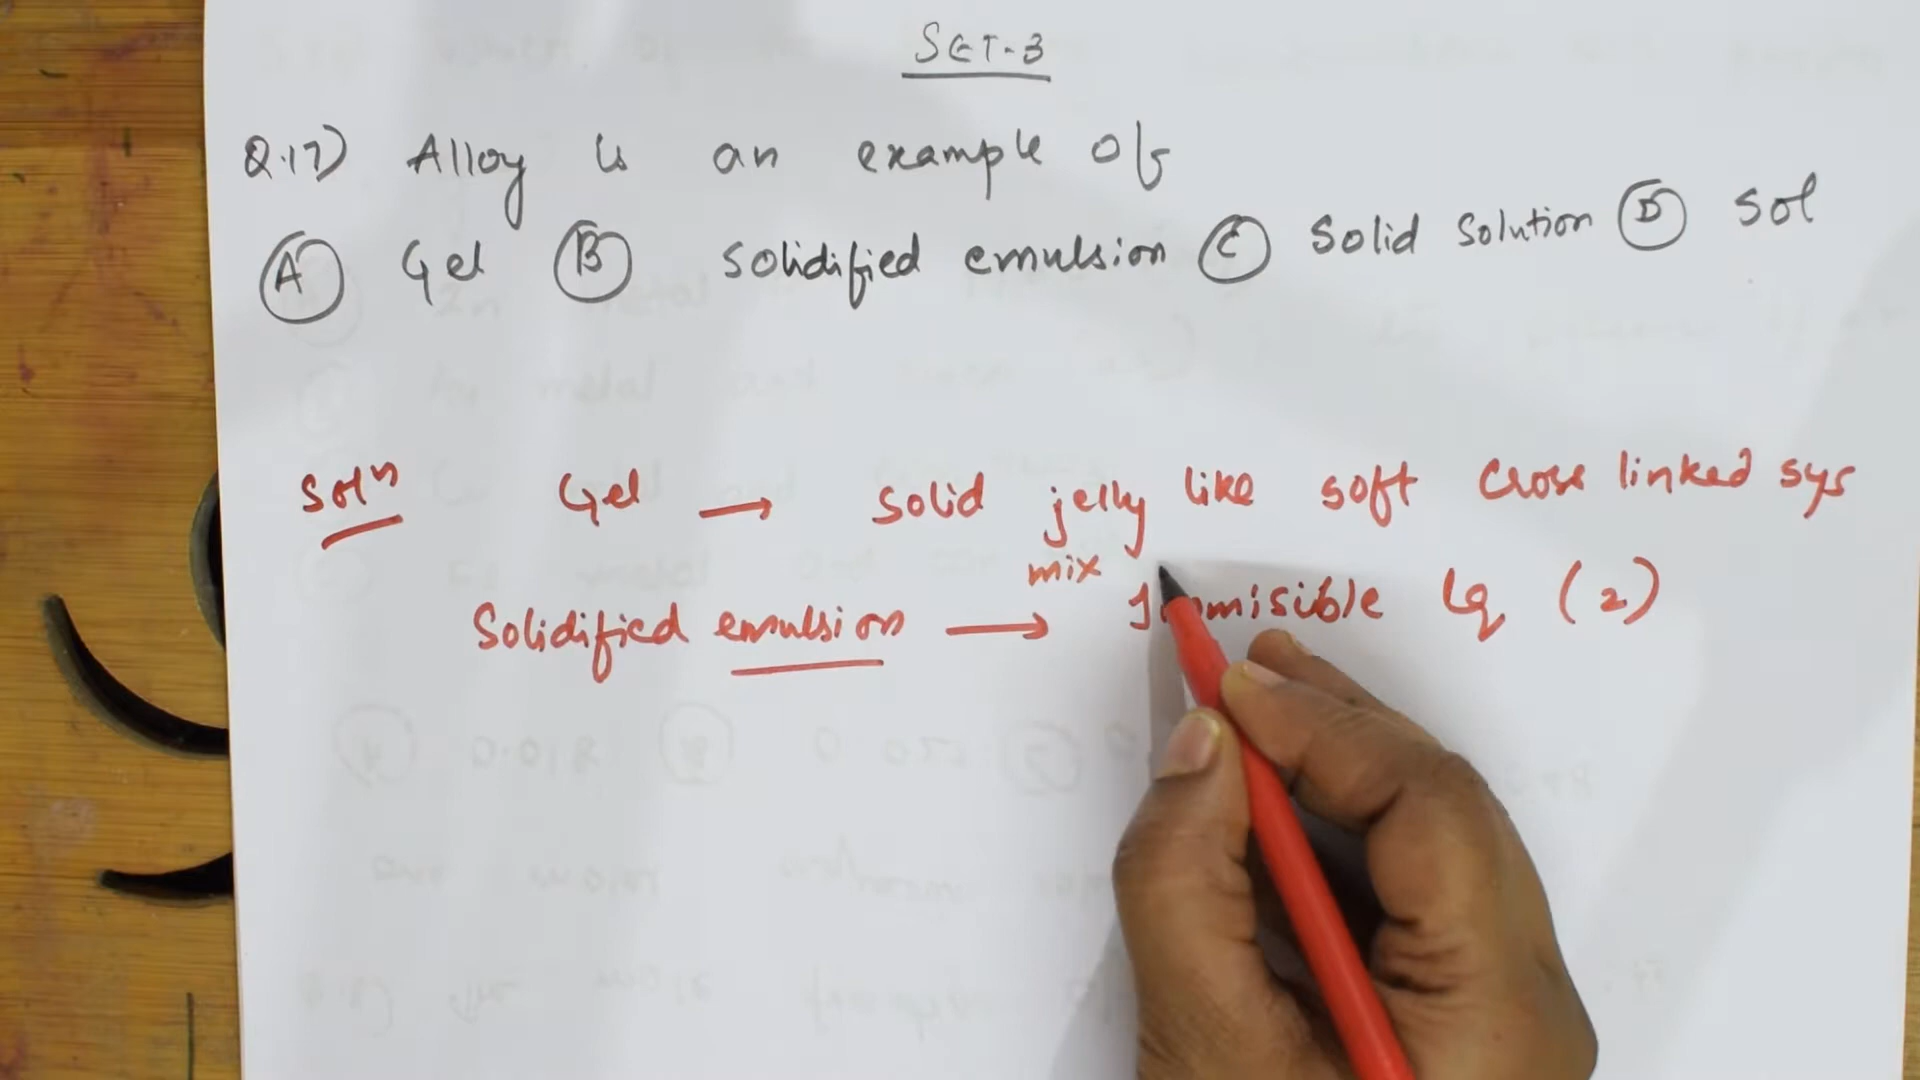 SET-3
Q.17) Alloy is an example of
(A) Gel (B) solidified emulsion (C) Solid Solution (D) Sol
Solⁿ Gel → Solid jelly like soft cross linked sys
mix
Solidified emulsion → Immisible Lq (2)